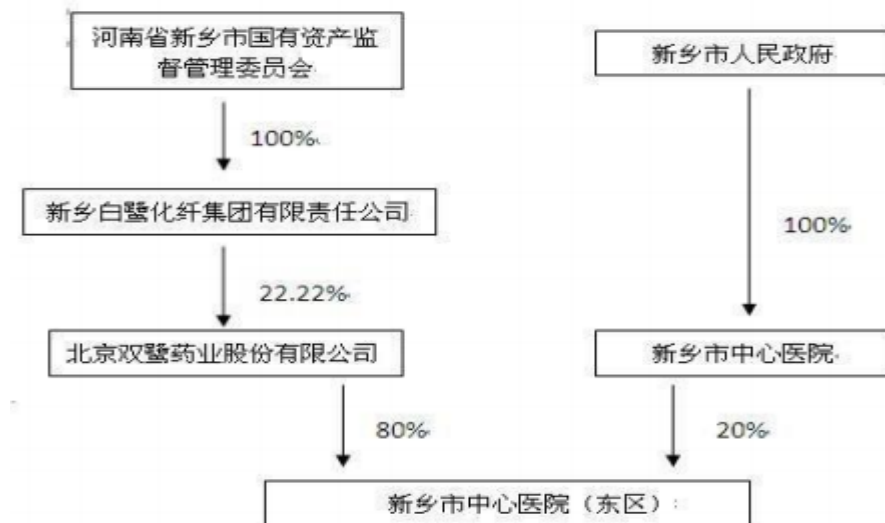 河南省新乡市国有资产监
督管理委员会
新乡市人民政府
100%
新乡白鹭化纤集团有限责任公司
100%
22.22%
北京双鹭药业股份有限公司
新乡市中心医院
80%
20%
新乡市中心医院（东区）